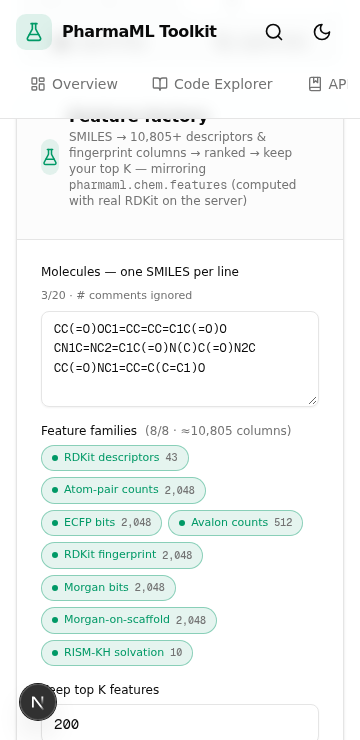 PharmaML Toolkit
Overview
Code Explorer
AP
Feature factory
SMILES → 10,805+ descriptors &
fingerprint columns → ranked → keep
your top K — mirroring
pharmaml.chem.features (computed
with real RDKit on the server)
Molecules — one SMILES per line
3/20 · # comments ignored
CC(=O)OC1=CC=CC=C1C(=O)O
CN1C=NC2=C1C(=O)N(C)C(=O)N2C
CC(=O)NC1=CC=C(C=C1)O
Feature families (8/8 · ≈10,805 columns)
RDKit descriptors 43
Atom-pair counts 2,048
ECFP bits 2,048
Avalon counts 512
RDKit fingerprint 2,048
Morgan bits 2,048
Morgan-on-scaffold 2,048
RISM-KH solvation 10
eep top K features
N
200